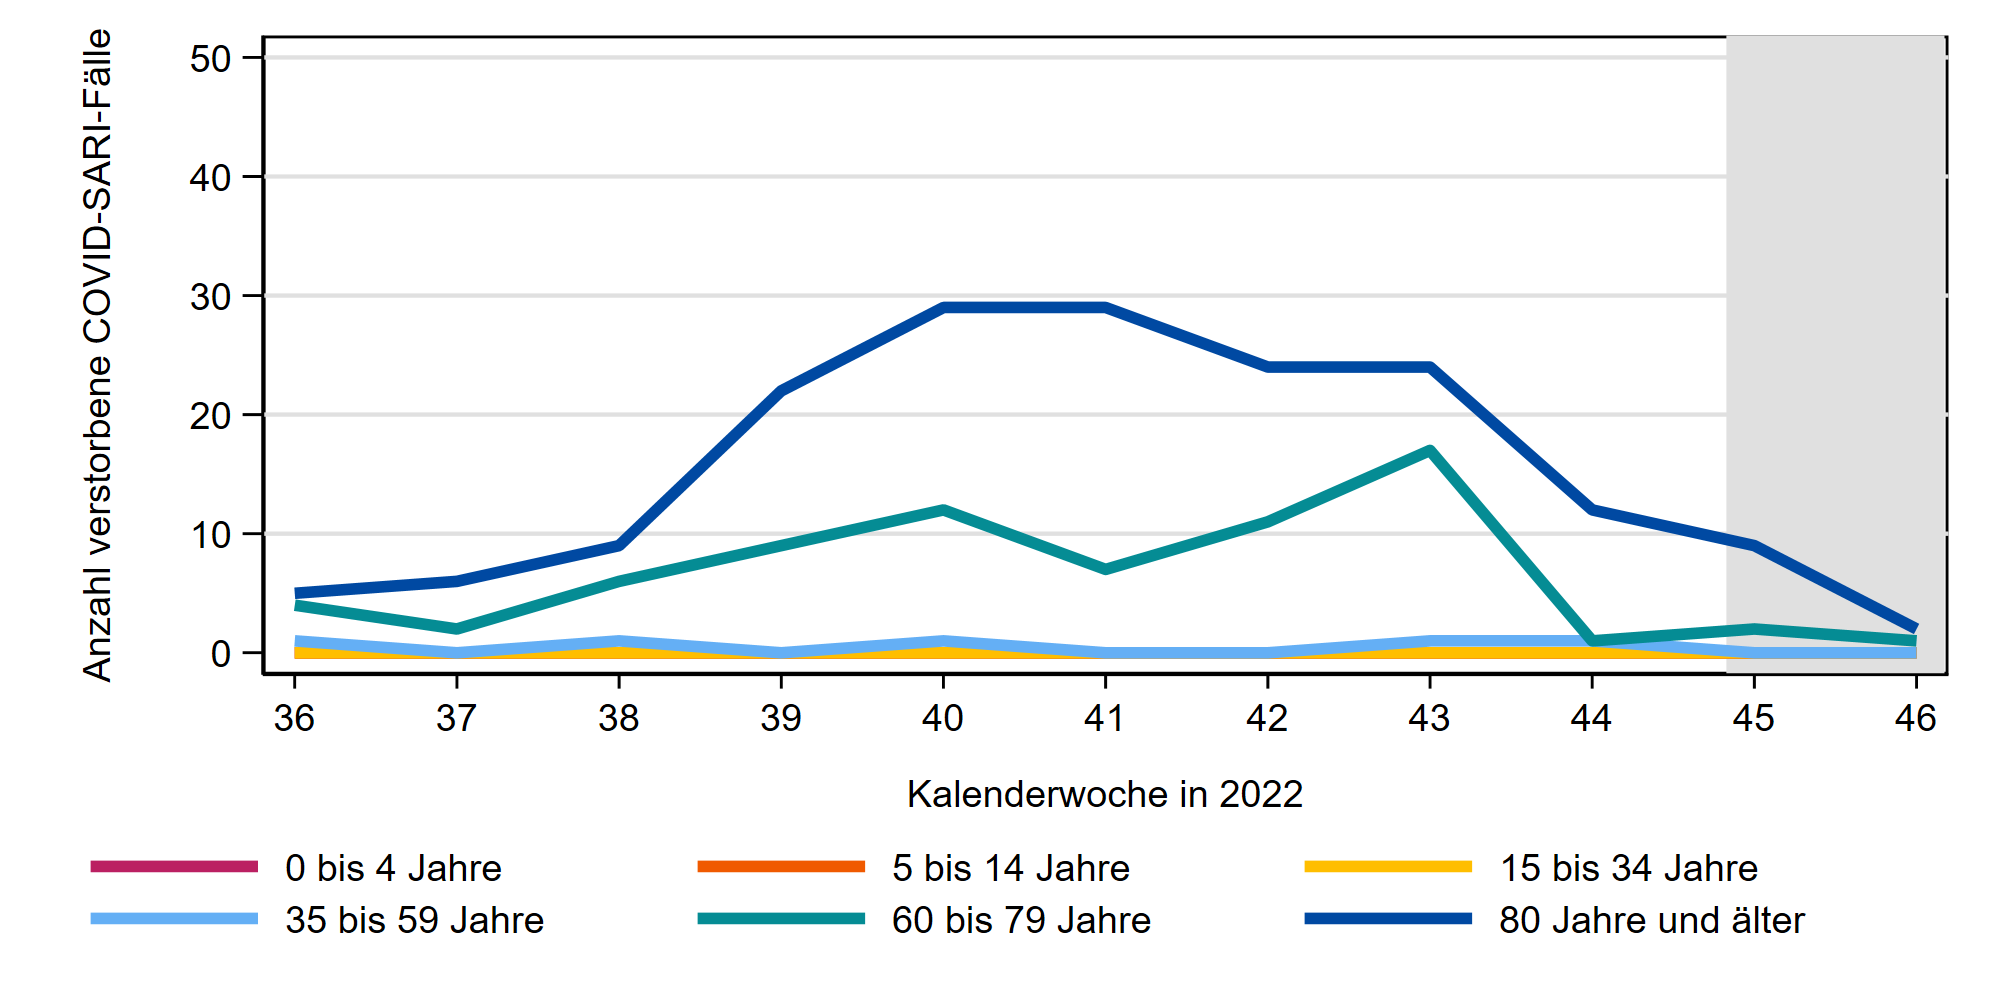 Anzahl verstorbene COVID-SARI-Fälle
50
40
30
20
10
0
36 37 38 39 40 41 42 43 44 45 46
Kalenderwoche in 2022
0 bis 4 Jahre 5 bis 14 Jahre 15 bis 34 Jahre
35 bis 59 Jahre 60 bis 79 Jahre 80 Jahre und älter